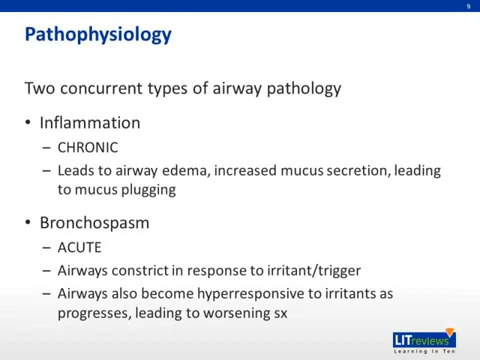 9
Pathophysiology
Two concurrent types of airway pathology
• Inflammation
– CHRONIC
– Leads to airway edema, increased mucus secretion, leading
to mucus plugging
• Bronchospasm
– ACUTE
– Airways constrict in response to irritant/trigger
– Airways also become hyperresponsive to irritants as
progresses, leading to worsening sx
LITreviews
Learning in Ten